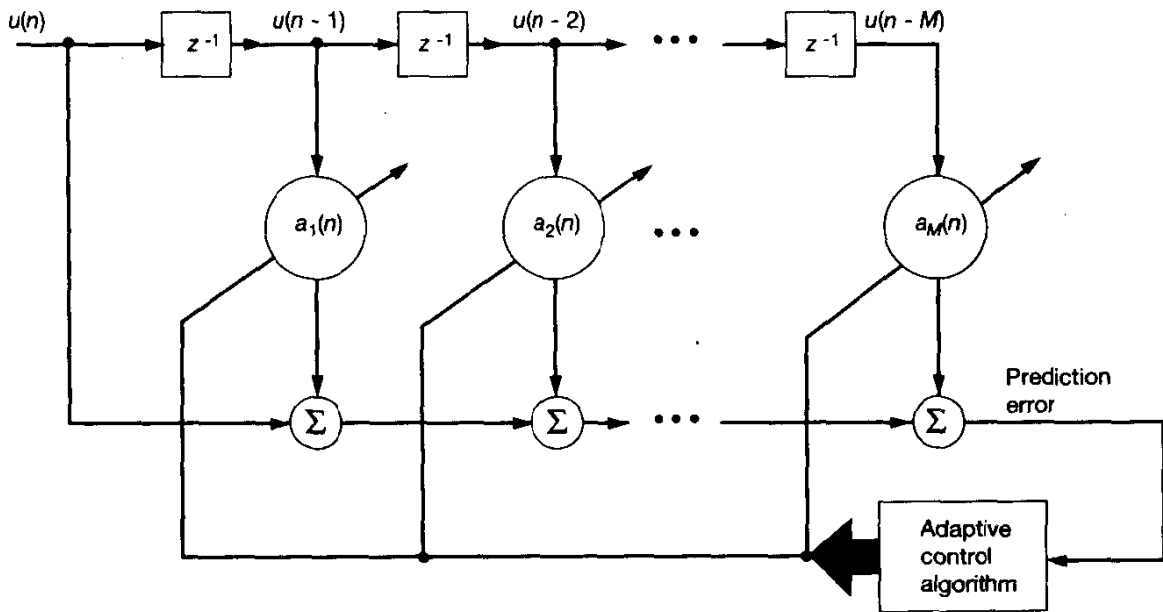 u(n) u(n - 1) u(n - 2) ••• u(n - M)
z⁻¹ z⁻¹ z⁻¹
a₁(n) a₂(n) ••• a_M(n)
Prediction
error
Σ Σ ••• Σ
Adaptive
control
algorithm